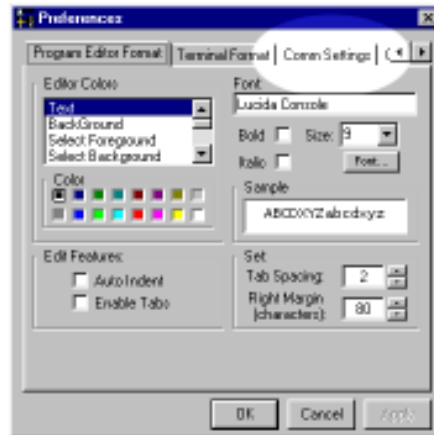 Preferences
Program Editor Format Terminal Format Comm Settings
Editor Colors
Text
BackGround
Select Foreground
Select Background
Color
Font:
Lucida Console
Bold Size: 9
Italic Font...
Sample
ABCDXYZabcdxyz
Edit Features:
Auto Indent
Enable Tabs
Set:
Tab Spacing: 2
Right Margin
(characters): 80
OK Cancel Apply